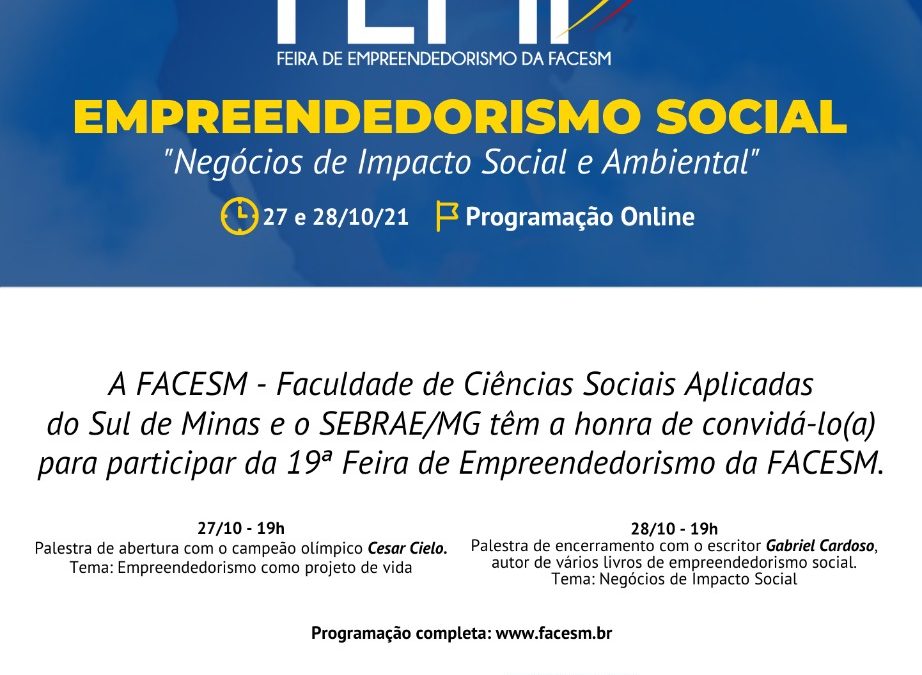 FEIRA DE EMPREENDEDORISMO DA FACESM
EMPREENDEDORISMO SOCIAL
"Negócios de Impacto Social e Ambiental"
27 e 28/10/21 Programação Online
A FACESM - Faculdade de Ciências Sociais Aplicadas
do Sul de Minas e o SEBRAE/MG têm a honra de convidá-lo(a)
para participar da 19ª Feira de Empreendedorismo da FACESM.
27/10 - 19h
Palestra de abertura com o campeão olímpico Cesar Cielo.
Tema: Empreendedorismo como projeto de vida
28/10 - 19h
Palestra de encerramento com o escritor Gabriel Cardoso,
autor de vários livros de empreendedorismo social.
Tema: Negócios de Impacto Social
Programação completa: www.facesm.br